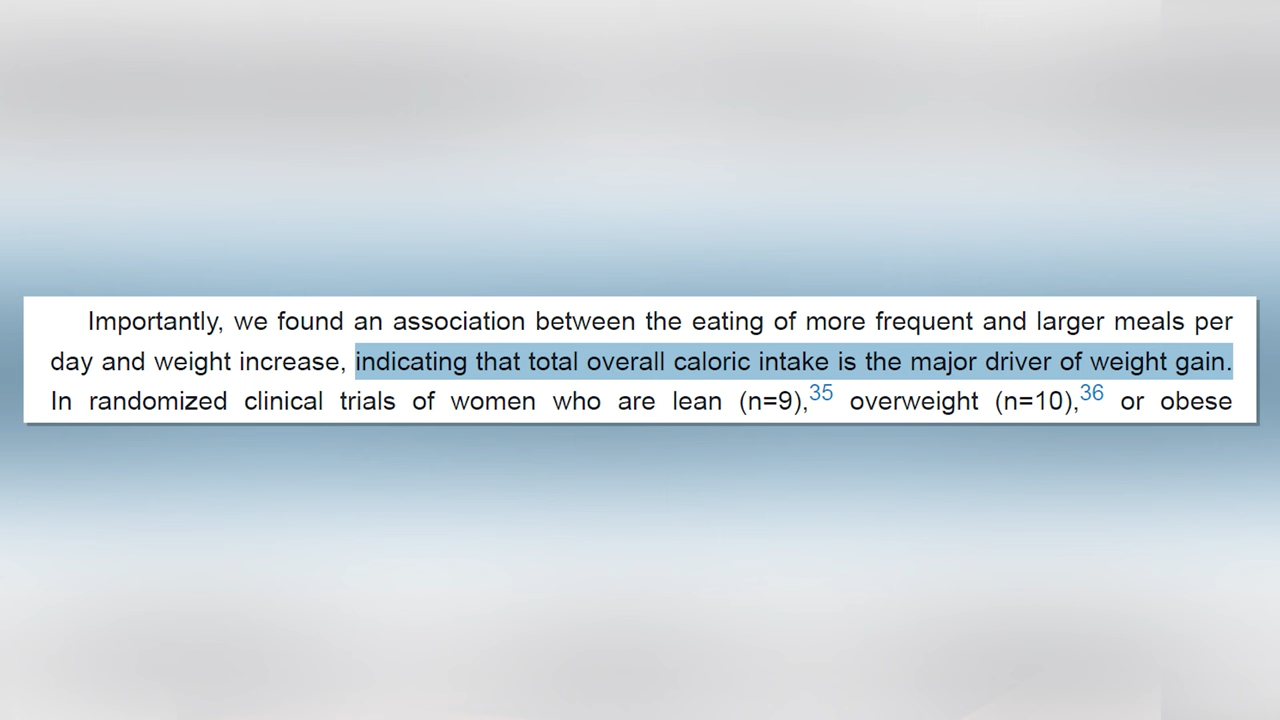 Importantly, we found an association between the eating of more frequent and larger meals per
day and weight increase, indicating that total overall caloric intake is the major driver of weight gain.
In randomized clinical trials of women who are lean (n=9),35 overweight (n=10),36 or obese